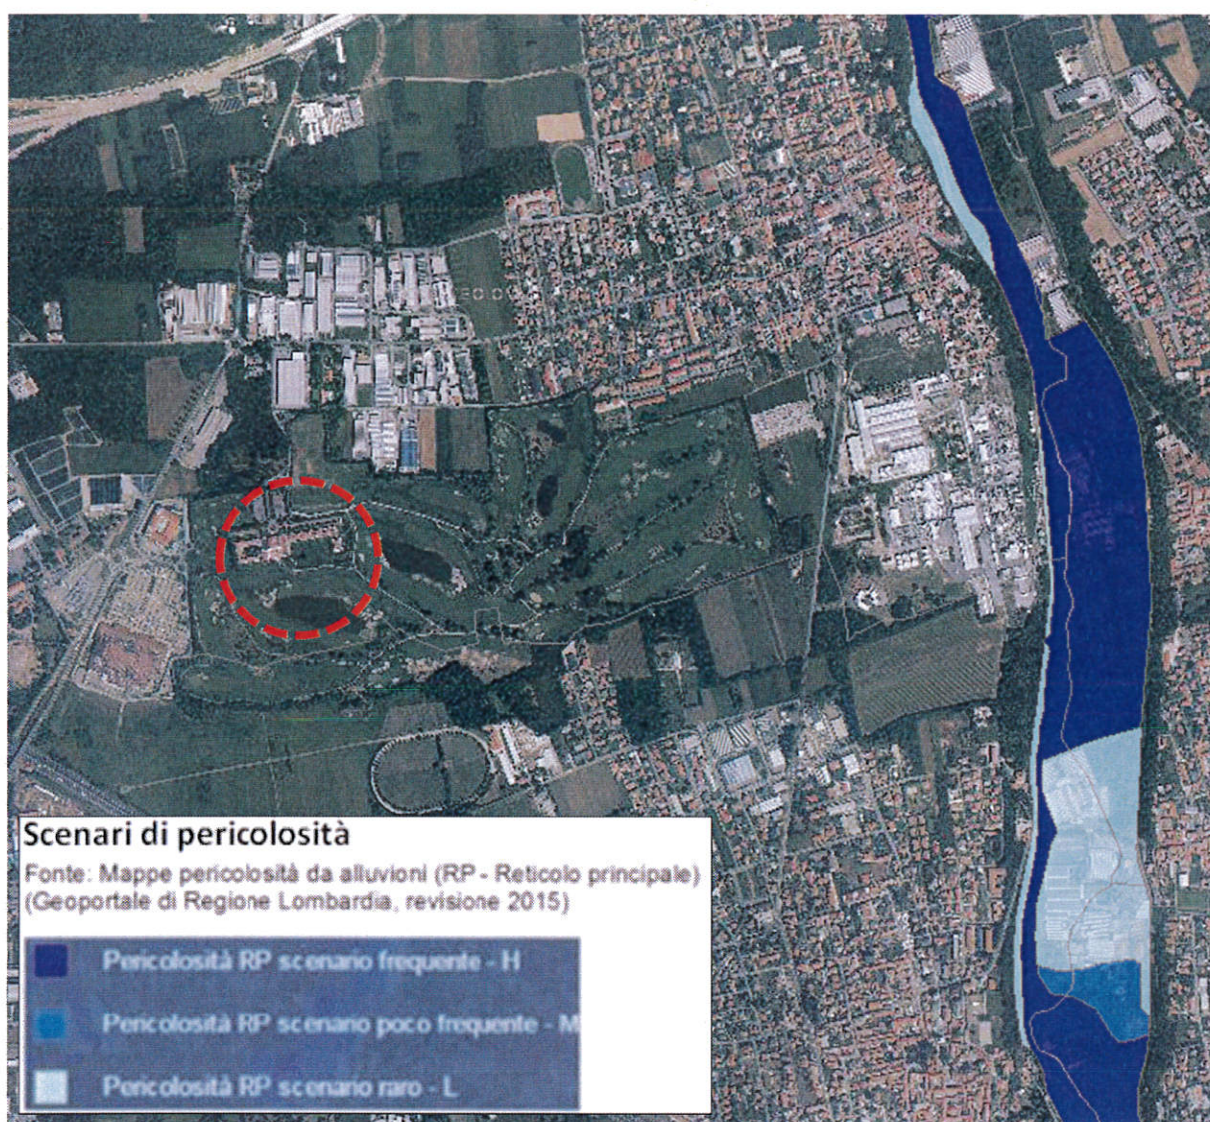 Scenari di pericolosità
Fonte: Mappe pericolosità da alluvioni (RP - Reticolo principale)
(Geoportale di Regione Lombardia, revisione 2015)
Pericolosità RP scenario frequente - H
Pericolosità RP scenario poco frequente - M
Pericolosità RP scenario raro - L